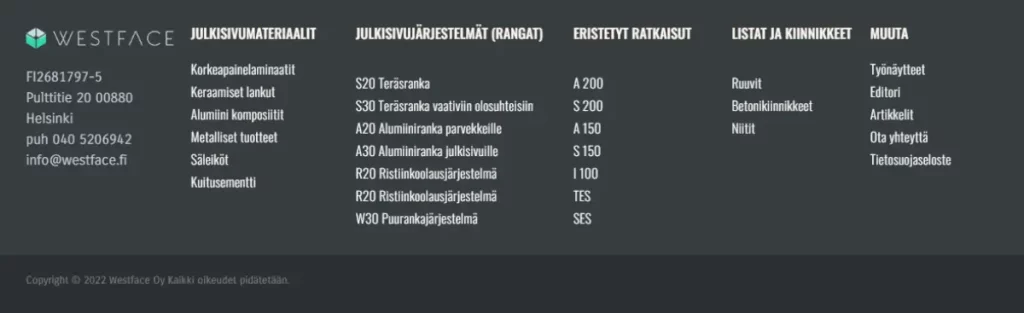 WESTFACE
FI2681797-5
Pulttitie 20 00880
Helsinki
puh 040 5206942
info@westface.fi
JULKISIVUMATERIAALIT
Korkeapainelaminaatit
Keraamiset lankut
Alumiini komposiitit
Metalliset tuotteet
Säleiköt
Kuitusementti
JULKISIVUJÄRJESTELMÄT (RANGAT)
S20 Teräsranka
S30 Teräsranka vaativiin olosuhteisiin
A20 Alumiiniranka parvekkeille
A30 Alumiiniranka julkisivuille
R20 Ristiinkoolausjärjestelmä
R20 Ristiinkoolausjärjestelmä
W30 Puurankajärjestelmä
ERISTETYT RATKAISUT
A 200
S 200
A 150
S 150
I 100
TES
SES
LISTAT JA KIINNIKKEET
Ruuvit
Betonikiinnikkeet
Niitit
MUUTA
Työnäytteet
Editori
Artikkelit
Ota yhteyttä
Tietosuojaseloste
Copyright © 2022 Westface Oy Kaikki oikeudet pidätetään.